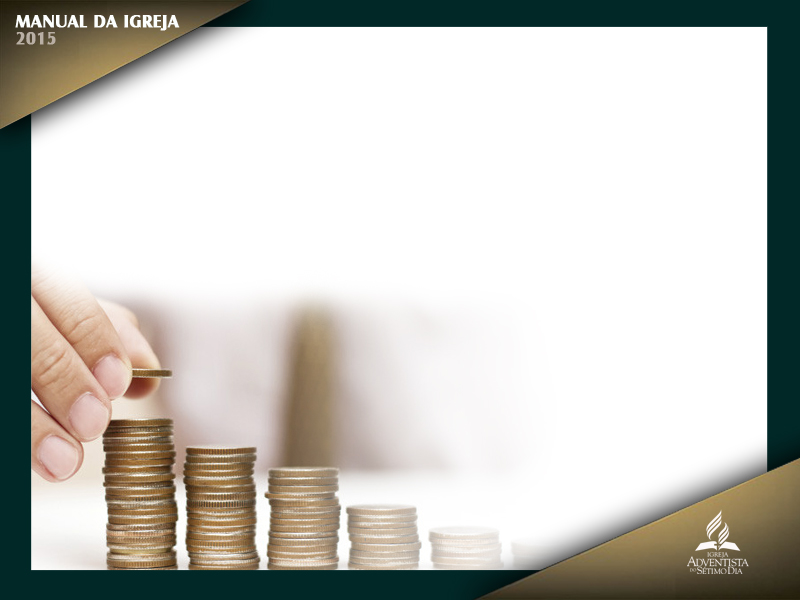 MANUAL DA IGREJA
2015
IGREJA
ADVENTISTA
DO SÉTIMO DIA